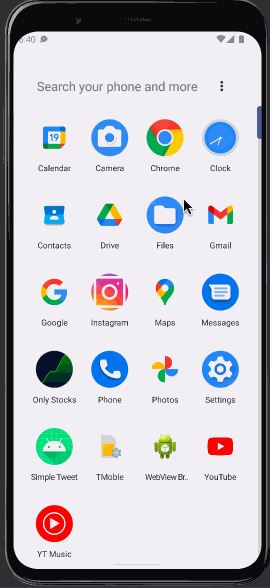 6:40
Search your phone and more
19
Calendar Camera Chrome Clock
Contacts Drive Files Gmail
Google Instagram Maps Messages
Only Stocks Phone Photos Settings
Simple Tweet TMoble WebView Br.. YouTube
YT Music